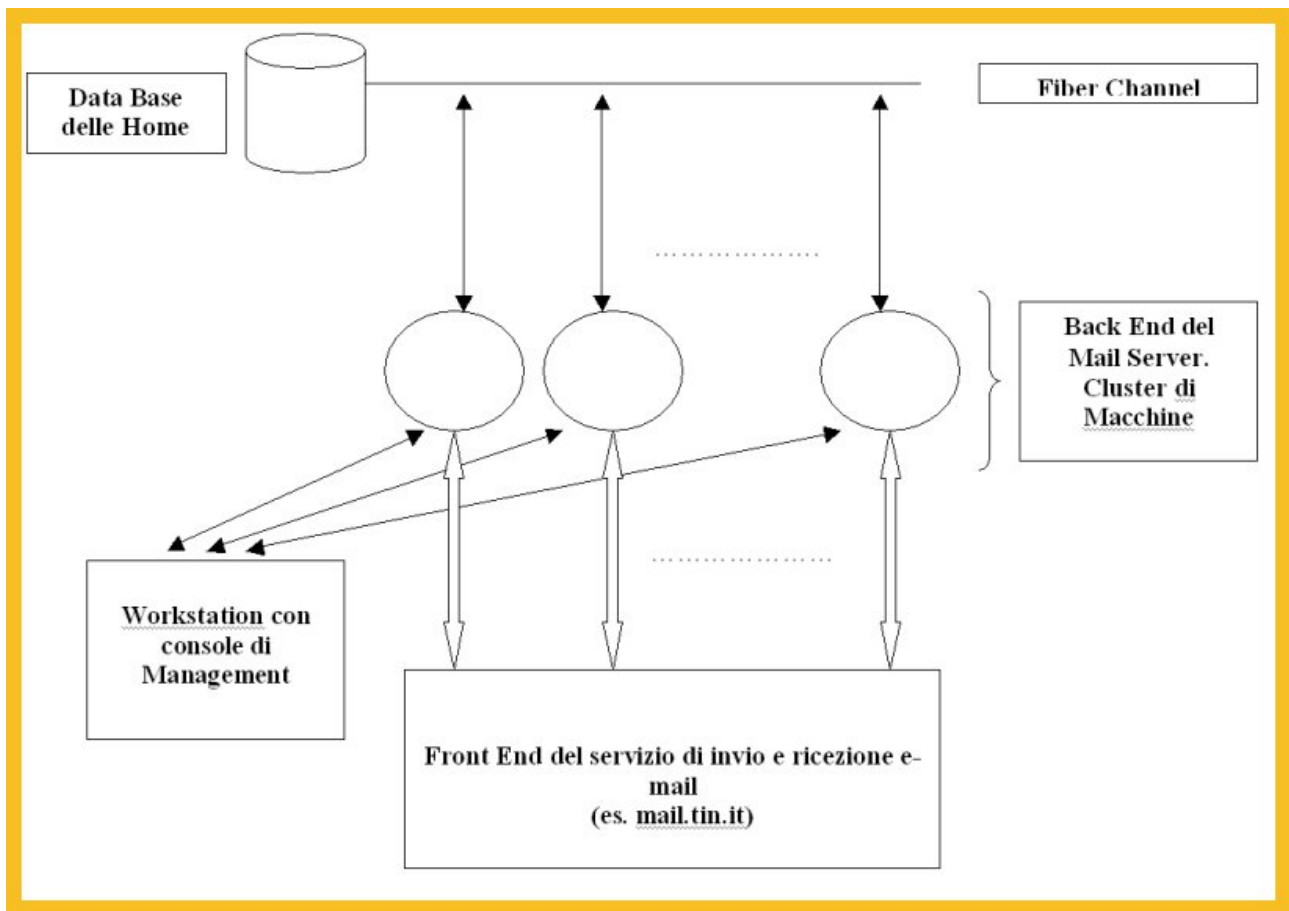 Data Base
delle Home
Fiber Channel
………………
Back End del
Mail Server.
Cluster di
Macchine
………………
Workstation con
console di
Management
Front End del servizio di invio e ricezione e-
mail
(es. mail.tin.it)